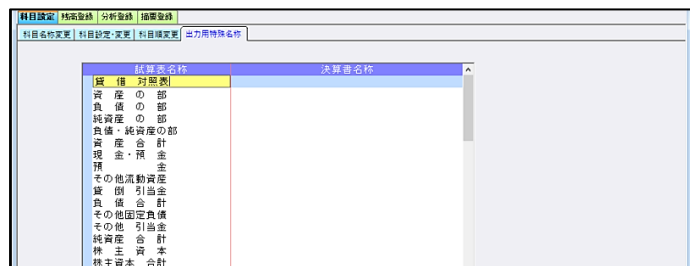 科目設定 残高登録 分析登録 摘要登録
科目名称変更 科目設定・変更 科目順変更 出力用特殊名称
試算表名称 決算書名称
貸 借 対照表
資 産 の 部
負 債 の 部
純資産 の 部
負債・純資産の部
資 産 合 計
現 金・預 金
預 金
その他流動資産
貸 倒 引当金
負 債 合 計
その他固定負債
その他 引当金
純資産 合 計
株 主 資 本
株主資本 合計